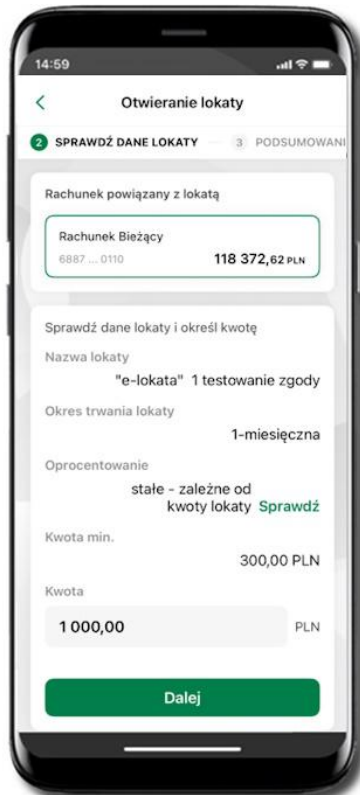 14:59
Otwieranie lokaty
2 SPRAWDŹ DANE LOKATY 3 PODSUMOWANI
Rachunek powiązany z lokatą
Rachunek Bieżący
6887 ... 0110 118 372,62 PLN
Sprawdź dane lokaty i określ kwotę
Nazwa lokaty
"e-lokata" 1 testowanie zgody
Okres trwania lokaty
1-miesięczna
Oprocentowanie
stałe - zależne od
kwoty lokaty Sprawdź
Kwota min.
300,00 PLN
Kwota
1 000,00 PLN
Dalej